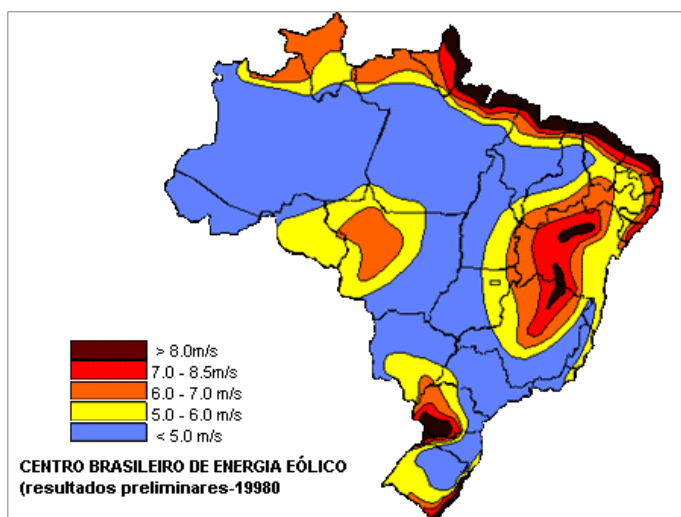 > 8.0m/s
7.0 - 8.5m/s
6.0 - 7.0 m/s
5.0 - 6.0 m/s
< 5.0 m/s
CENTRO BRASILEIRO DE ENERGIA EÓLICO
(resultados preliminares-19980